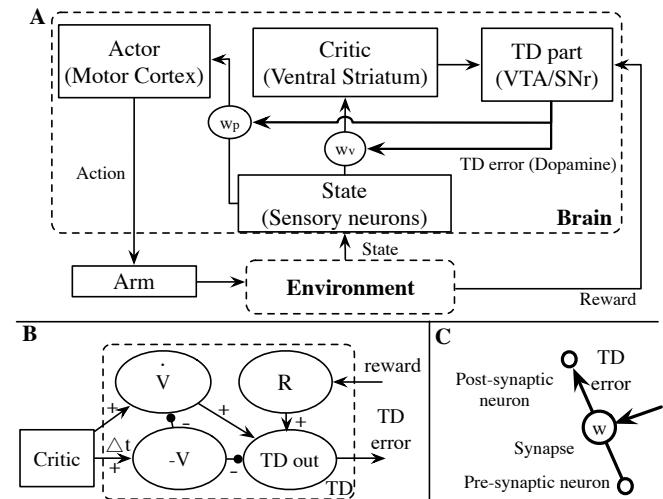 A
Actor
(Motor Cortex)
Critic
(Ventral Striatum)
TD part
(VTA/SNr)
wp
wv
Action
TD error (Dopamine)
State
(Sensory neurons)
Brain
State
Arm
Environment
Reward
B
V̇
R
reward
+
+
+
TD
error
Critic
△t
+
-
-V
-
TD out
TD
C
Post-synaptic
neuron
TD
error
w
Synapse
Pre-synaptic neuron